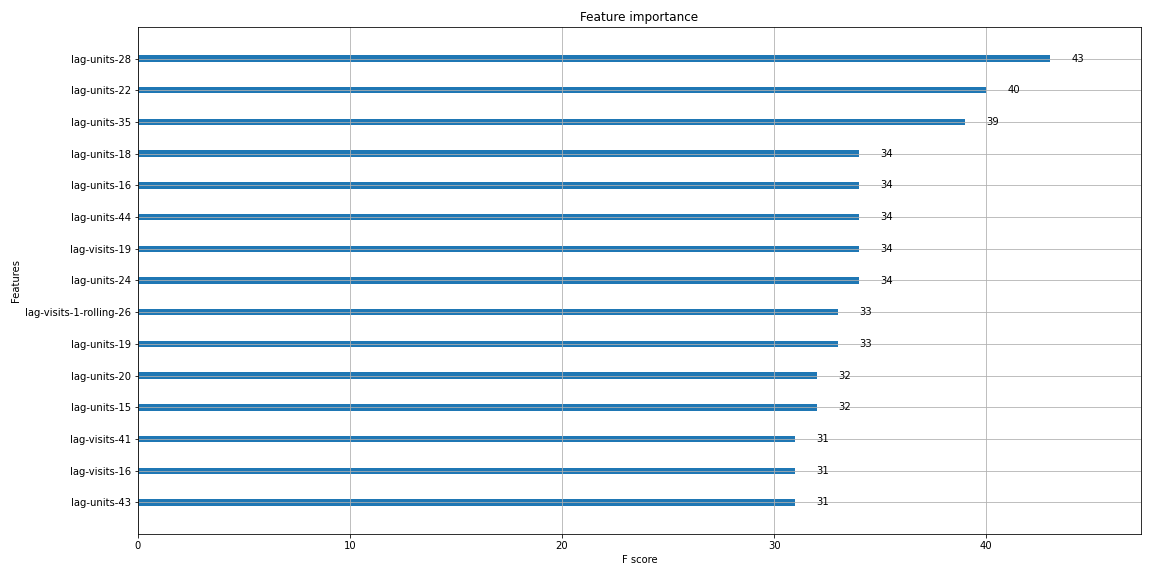 Feature importance
Features
lag-units-28 43
lag-units-22 40
lag-units-35 39
lag-units-18 34
lag-units-16 34
lag-units-44 34
lag-visits-19 34
lag-units-24 34
lag-visits-1-rolling-26 33
lag-units-19 33
lag-units-20 32
lag-units-15 32
lag-visits-41 31
lag-visits-16 31
lag-units-43 31
0 10 20 30 40
F score